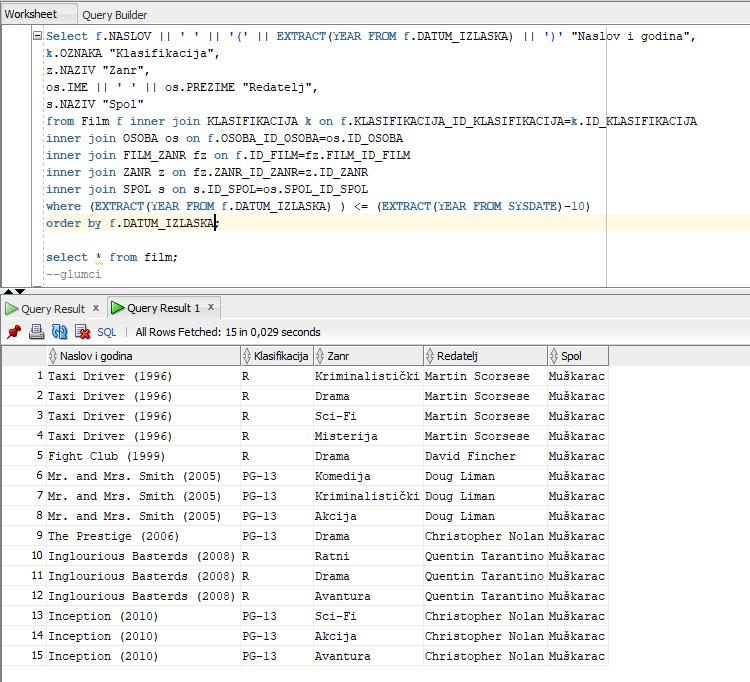 Worksheet Query Builder
Select f.NASLOV || ' ' || '(' || EXTRACT(YEAR FROM f.DATUM_IZLASKA) || ')' "Naslov i godina",
k.OZNAKA "Klasifikacija",
z.NAZIV "Zanr",
os.IME || ' ' || os.PREZIME "Redatelj",
s.NAZIV "Spol"
from Film f inner join KLASIFIKACIJA k on f.KLASIFIKACIJA_ID_KLASIFIKACIJA=k.ID_KLASIFIKACIJA
inner join OSOBA os on f.OSOBA_ID_OSOBA=os.ID_OSOBA
inner join FILM_ZANR fz on f.ID_FILM=fz.FILM_ID_FILM
inner join ZANR z on fz.ZANR_ID_ZANR=z.ID_ZANR
inner join SPOL s on s.ID_SPOL=os.SPOL_ID_SPOL
where (EXTRACT(YEAR FROM f.DATUM_IZLASKA) ) <= (EXTRACT(YEAR FROM SYSDATE)-10)
order by f.DATUM_IZLASKA;
select * from film;
--glumci
Query Result x Query Result 1 x
SQL | All Rows Fetched: 15 in 0,029 seconds
Naslov i godina Klasifikacija Zanr Redatelj Spol
1 Taxi Driver (1996) R Kriminalistički Martin Scorsese Muškarac
2 Taxi Driver (1996) R Drama Martin Scorsese Muškarac
3 Taxi Driver (1996) R Sci-Fi Martin Scorsese Muškarac
4 Taxi Driver (1996) R Misterija Martin Scorsese Muškarac
5 Fight Club (1999) R Drama David Fincher Muškarac
6 Mr. and Mrs. Smith (2005) PG-13 Komedija Doug Liman Muškarac
7 Mr. and Mrs. Smith (2005) PG-13 Kriminalistički Doug Liman Muškarac
8 Mr. and Mrs. Smith (2005) PG-13 Akcija Doug Liman Muškarac
9 The Prestige (2006) PG-13 Drama Christopher Nolan Muškarac
10 Inglourious Basterds (2008) R Ratni Quentin Tarantino Muškarac
11 Inglourious Basterds (2008) R Drama Quentin Tarantino Muškarac
12 Inglourious Basterds (2008) R Avantura Quentin Tarantino Muškarac
13 Inception (2010) PG-13 Sci-Fi Christopher Nolan Muškarac
14 Inception (2010) PG-13 Akcija Christopher Nolan Muškarac
15 Inception (2010) PG-13 Avantura Christopher Nolan Muškarac